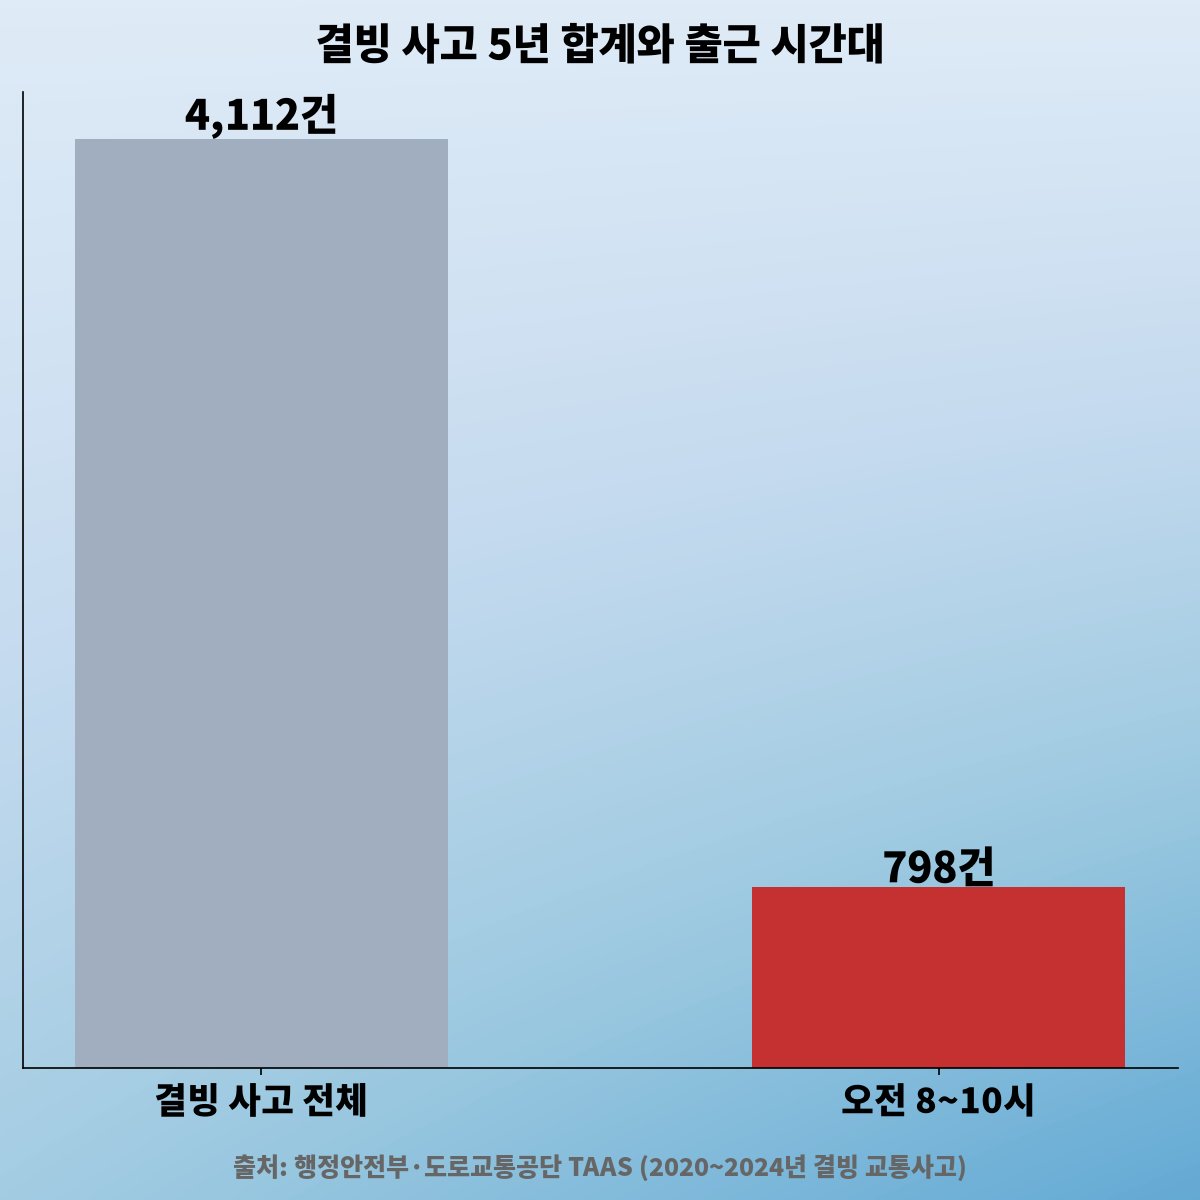 결빙 사고 5년 합계와 출근 시간대
4,112건
798건
결빙 사고 전체
오전 8~10시
출처: 행정안전부·도로교통공단 TAAS (2020~2024년 결빙 교통사고)